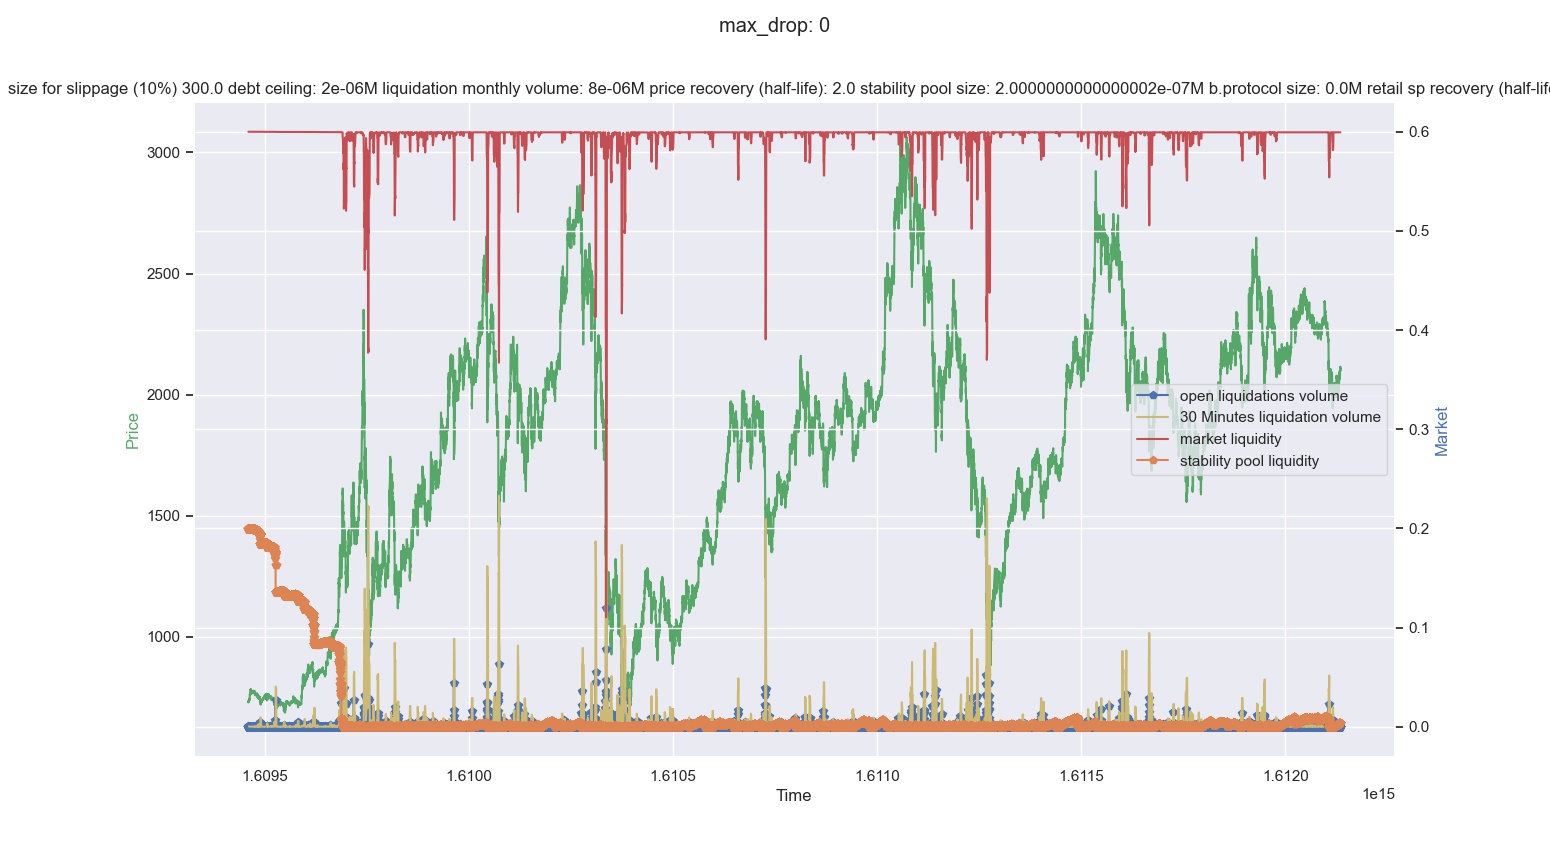 max_drop: 0
size for slippage (10%) 300.0 debt ceiling: 2e-06M liquidation monthly volume: 8e-06M price recovery (half-life): 2.0 stability pool size: 2.0000000000000002e-07M b.protocol size: 0.0M retail sp recovery (half-life
3000
2500
2000
1500
1000
Price
0.6
0.5
0.4
0.3
0.2
0.1
0.0
Market
open liquidations volume
30 Minutes liquidation volume
market liquidity
stability pool liquidity
1.6095 1.6100 1.6105 1.6110 1.6115 1.6120
Time
1e15